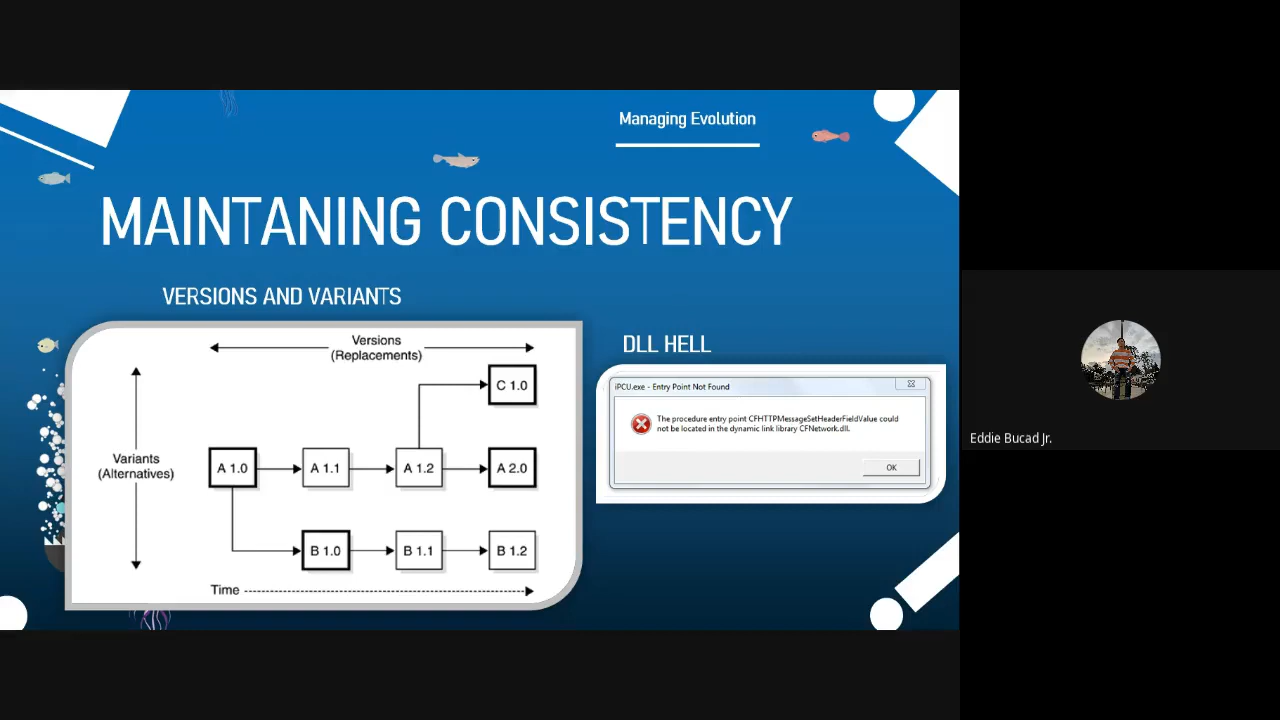 Managing Evolution
MAINTANING CONSISTENCY
VERSIONS AND VARIANTS
Versions
(Replacements)
C 1.0
Variants
(Alternatives)
A 1.0
A 1.1
A 1.2
A 2.0
B 1.0
B 1.1
B 1.2
Time
DLL HELL
iPCU.exe - Entry Point Not Found
The procedure entry point CFHTTPMessageSetHeaderFieldValue could
not be located in the dynamic link library CFNetwork.dll.
OK
Eddie Bucad Jr.